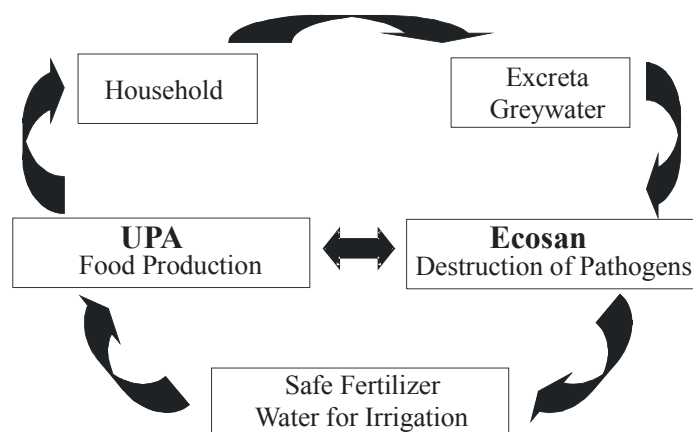 Household
Excreta
Greywater
UPA
Food Production
Ecosan
Destruction of Pathogens
Safe Fertilizer
Water for Irrigation